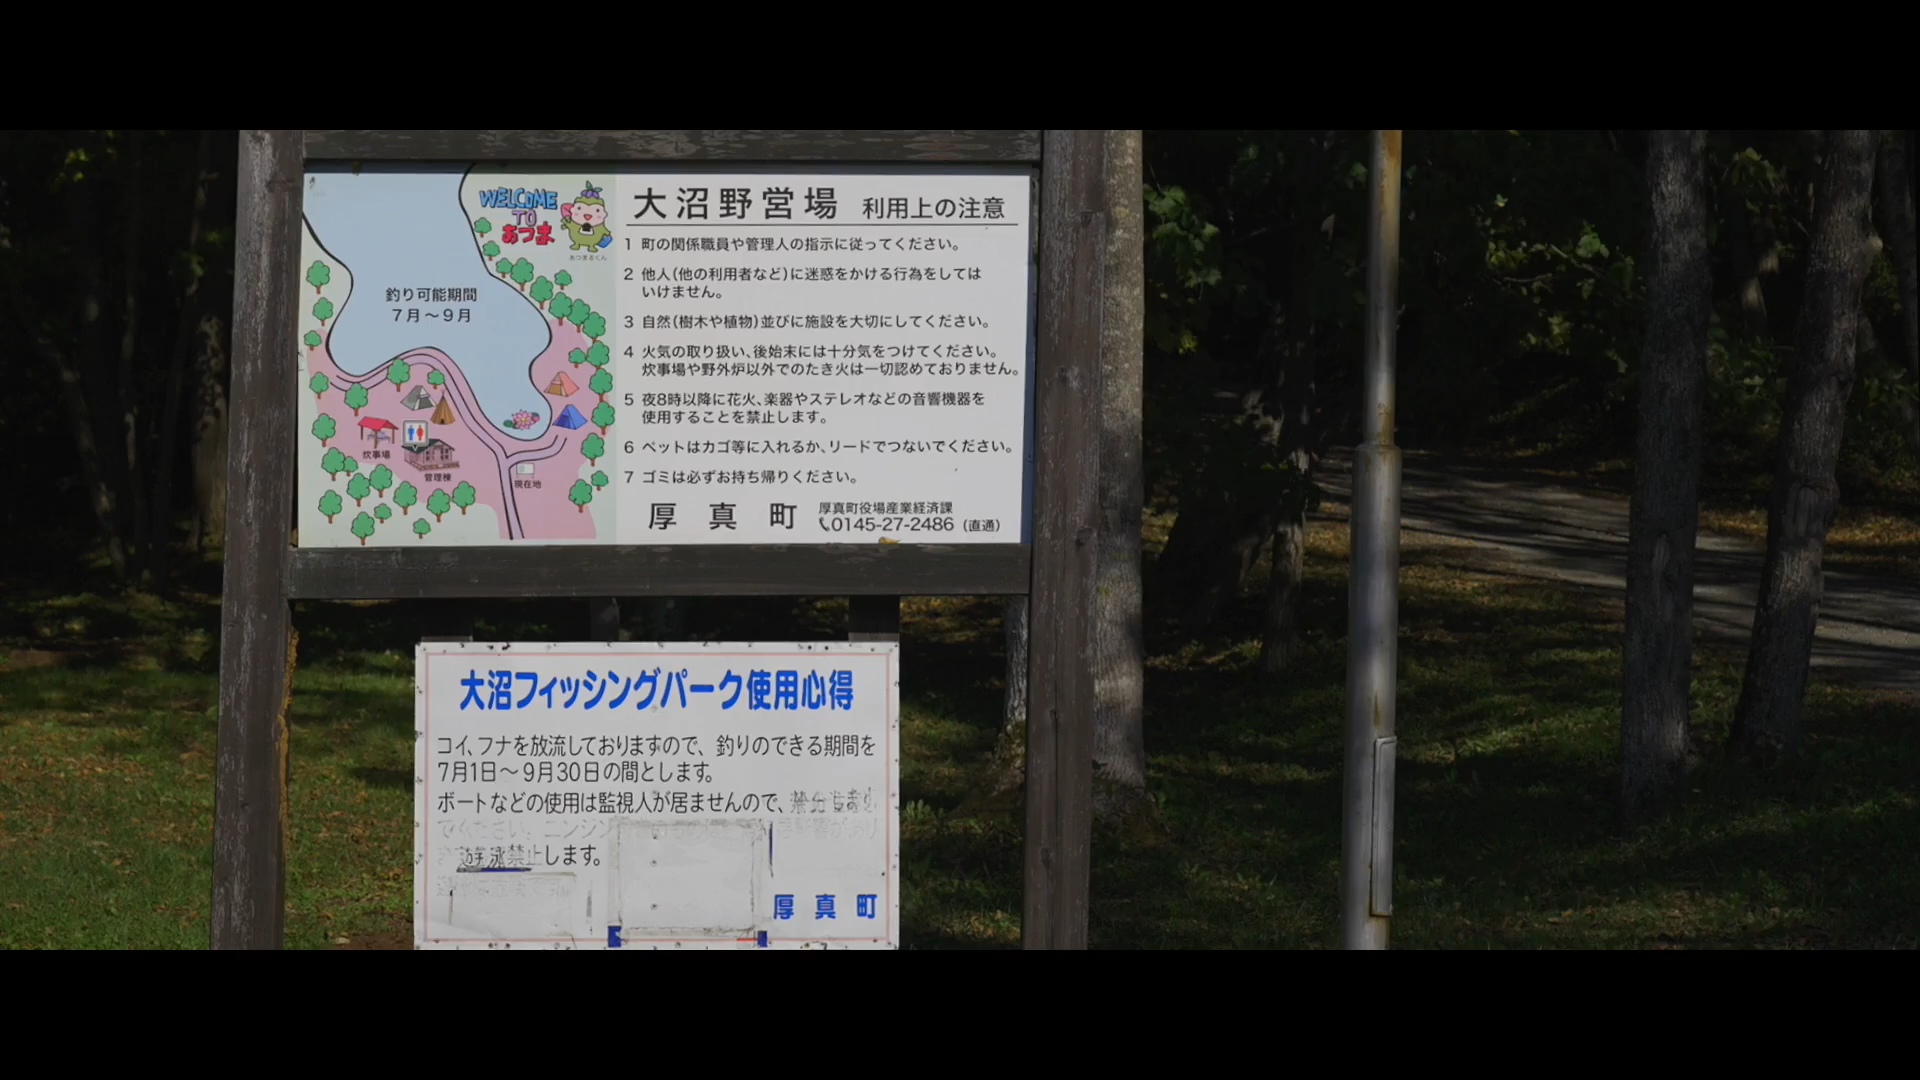 WELCOME
TO
あつま
あつまるくん
釣り可能期間
7月～9月
炊事場
管理棟
現在地
大沼野営場 利用上の注意
1 町の関係職員や管理人の指示に従ってください。
2 他人(他の利用者など)に迷惑をかける行為をしては
いけません。
3 自然(樹木や植物)並びに施設を大切にしてください。
4 火気の取り扱い、後始末には十分気をつけてください。
炊事場や野外炉以外でのたき火は一切認めておりません。
5 夜8時以降に花火、楽器やステレオなどの音響機器を
使用することを禁止します。
6 ペットはカゴ等に入れるか、リードでつないでください。
7 ゴミは必ずお持ち帰りください。
厚真町 厚真町役場産業経済課
0145-27-2486(直通)
大沼フィッシングパーク使用心得
コイ、フナを放流しておりますので、釣りのできる期間を
7月1日～9月30日の間とします。
ボートなどの使用は監視人が居ませんので、
でください。
遊泳禁止します。
厚真町